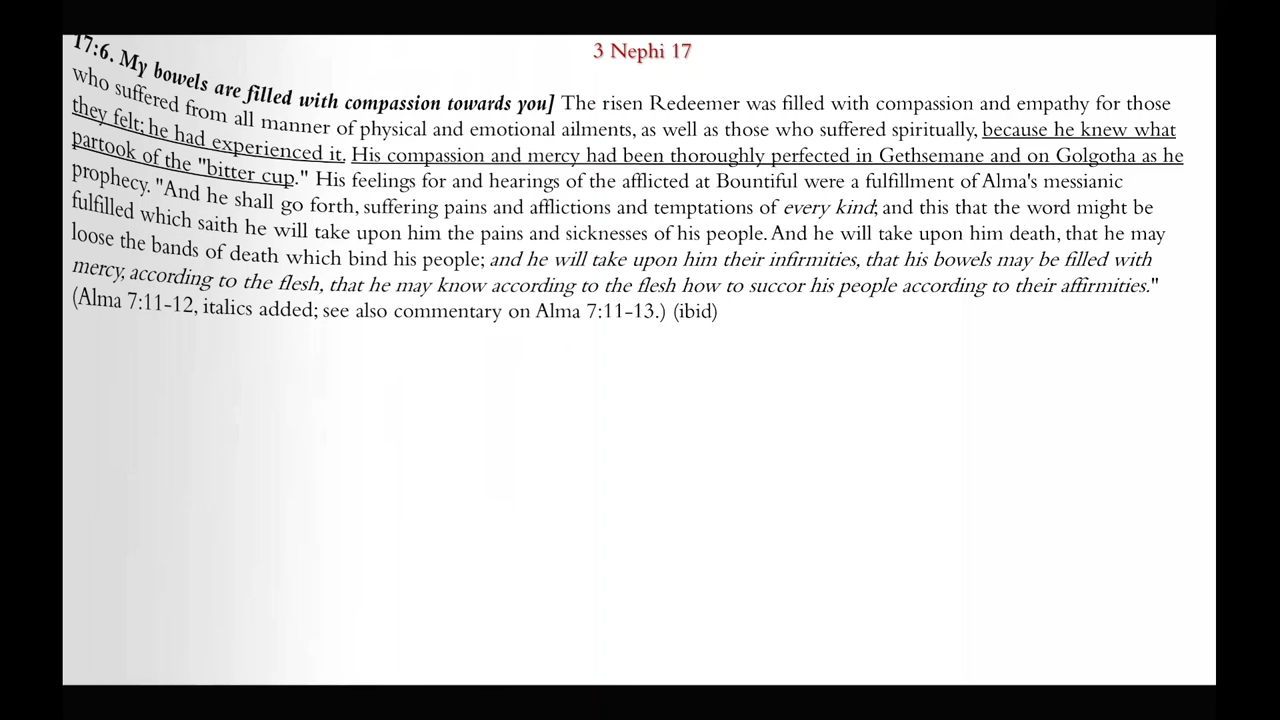 3 Nephi 17
17:6. My bowels are filled with compassion towards you] The risen Redeemer was filled with compassion and empathy for those
who suffered from all manner of physical and emotional ailments, as well as those who suffered spiritually, because he knew what
they felt; he had experienced it. His compassion and mercy had been thoroughly perfected in Gethsemane and on Golgotha as he
partook of the "bitter cup." His feelings for and hearings of the afflicted at Bountiful were a fulfillment of Alma's messianic
prophecy. "And he shall go forth, suffering pains and afflictions and temptations of every kind; and this that the word might be
fulfilled which saith he will take upon him the pains and sicknesses of his people. And he will take upon him death, that he may
loose the bands of death which bind his people; and he will take upon him their infirmities, that his bowels may be filled with
mercy, according to the flesh, that he may know according to the flesh how to succor his people according to their affirmities."
(Alma 7:11-12, italics added; see also commentary on Alma 7:11-13.) (ibid)